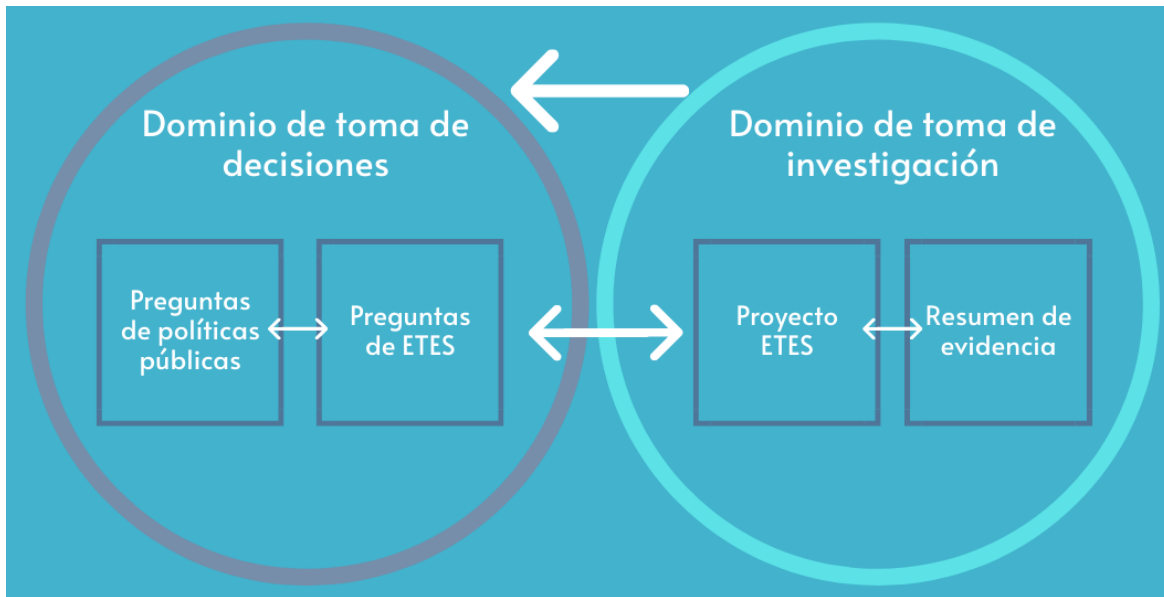 Dominio de toma de
decisiones
Preguntas
de políticas
públicas
Preguntas
de ETES
Dominio de toma de
investigación
Proyecto
ETES
Resumen de
evidencia